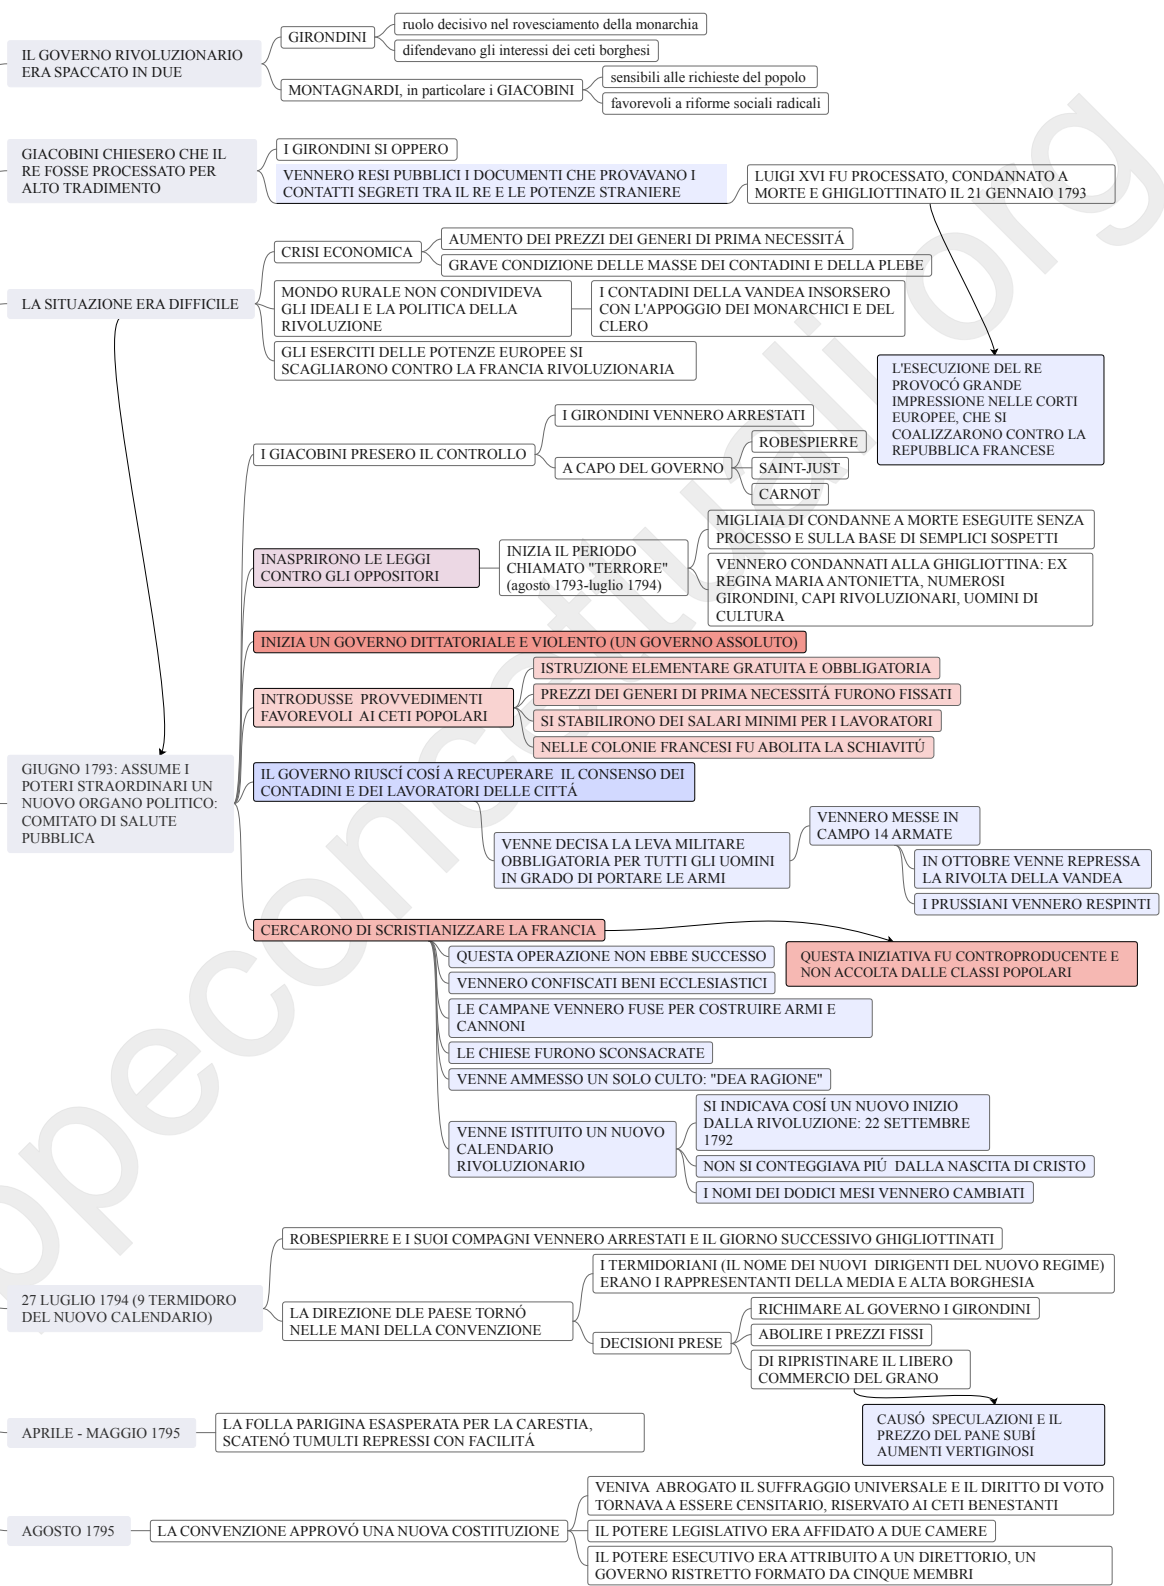 IL GOVERNO RIVOLUZIONARIO
ERA SPACCATO IN DUE
GIRONDINI
ruolo decisivo nel rovesciamento della monarchia
difendevano gli interessi dei ceti borghesi
MONTAGNARDI, in particolare i GIACOBINI
sensibili alle richieste del popolo
favorevoli a riforme sociali radicali
GIACOBINI CHIESERO CHE IL
RE FOSSE PROCESSATO PER
ALTO TRADIMENTO
I GIRONDINI SI OPPERO
VENNERO RESI PUBBLICI I DOCUMENTI CHE PROVAVANO I
CONTATTI SEGRETI TRA IL RE E LE POTENZE STRANIERE
LUIGI XVI FU PROCESSATO, CONDANNATO A
MORTE E GHIGLIOTTINATO IL 21 GENNAIO 1793
L'ESECUZIONE DEL RE
PROVOCÓ GRANDE
IMPRESSIONE NELLE CORTI
EUROPEE, CHE SI
COALIZZARONO CONTRO LA
REPUBBLICA FRANCESE
LA SITUAZIONE ERA DIFFICILE
CRISI ECONOMICA
AUMENTO DEI PREZZI DEI GENERI DI PRIMA NECESSITÁ
GRAVE CONDIZIONE DELLE MASSE DEI CONTADINI E DELLA PLEBE
MONDO RURALE NON CONDIVIDEVA
GLI IDEALI E LA POLITICA DELLA
RIVOLUZIONE
I CONTADINI DELLA VANDEA INSORSERO
CON L'APPOGGIO DEI MONARCHICI E DEL
CLERO
GLI ESERCITI DELLE POTENZE EUROPEE SI
SCAGLIARONO CONTRO LA FRANCIA RIVOLUZIONARIA
GIUGNO 1793: ASSUME I
POTERI STRAORDINARI UN
NUOVO ORGANO POLITICO:
COMITATO DI SALUTE
PUBBLICA
I GIACOBINI PRESERO IL CONTROLLO
I GIRONDINI VENNERO ARRESTATI
A CAPO DEL GOVERNO
ROBESPIERRE
SAINT-JUST
CARNOT
INASPRIRONO LE LEGGI
CONTRO GLI OPPOSITORI
INIZIA IL PERIODO
CHIAMATO "TERRORE"
(agosto 1793-luglio 1794)
MIGLIAIA DI CONDANNE A MORTE ESEGUITE SENZA
PROCESSO E SULLA BASE DI SEMPLICI SOSPETTI
VENNERO CONDANNATI ALLA GHIGLIOTTINA: EX
REGINA MARIA ANTONIETTA, NUMEROSI
GIRONDINI, CAPI RIVOLUZIONARI, UOMINI DI
CULTURA
INIZIA UN GOVERNO DITTATORIALE E VIOLENTO (UN GOVERNO ASSOLUTO)
INTRODUSSE  PROVVEDIMENTI
FAVOREVOLI  AI CETI POPOLARI
ISTRUZIONE ELEMENTARE GRATUITA E OBBLIGATORIA
PREZZI DEI GENERI DI PRIMA NECESSITÁ FURONO FISSATI
SI STABILIRONO DEI SALARI MINIMI PER I LAVORATORI
NELLE COLONIE FRANCESI FU ABOLITA LA SCHIAVITÚ
IL GOVERNO RIUSCÍ COSÍ A RECUPERARE  IL CONSENSO DEI
CONTADINI E DEI LAVORATORI DELLE CITTÁ
VENNE DECISA LA LEVA MILITARE
OBBLIGATORIA PER TUTTI GLI UOMINI
IN GRADO DI PORTARE LE ARMI
VENNERO MESSE IN
CAMPO 14 ARMATE
IN OTTOBRE VENNE REPRESSA
LA RIVOLTA DELLA VANDEA
I PRUSSIANI VENNERO RESPINTI
CERCARONO DI SCRISTIANIZZARE LA FRANCIA
QUESTA INIZIATIVA FU CONTROPRODUCENTE E
NON ACCOLTA DALLE CLASSI POPOLARI
QUESTA OPERAZIONE NON EBBE SUCCESSO
VENNERO CONFISCATI BENI ECCLESIASTICI
LE CAMPANE VENNERO FUSE PER COSTRUIRE ARMI E
CANNONI
LE CHIESE FURONO SCONSACRATE
VENNE AMMESSO UN SOLO CULTO: "DEA RAGIONE"
VENNE ISTITUITO UN NUOVO
CALENDARIO
RIVOLUZIONARIO
SI INDICAVA COSÍ UN NUOVO INIZIO
DALLA RIVOLUZIONE: 22 SETTEMBRE
1792
NON SI CONTEGGIAVA PIÚ  DALLA NASCITA DI CRISTO
I NOMI DEI DODICI MESI VENNERO CAMBIATI
27 LUGLIO 1794 (9 TERMIDORO
DEL NUOVO CALENDARIO)
ROBESPIERRE E I SUOI COMPAGNI VENNERO ARRESTATI E IL GIORNO SUCCESSIVO GHIGLIOTTINATI
LA DIREZIONE DLE PAESE TORNÓ
NELLE MANI DELLA CONVENZIONE
I TERMIDORIANI (IL NOME DEI NUOVI  DIRIGENTI DEL NUOVO REGIME)
ERANO I RAPPRESENTANTI DELLA MEDIA E ALTA BORGHESIA
DECISIONI PRESE
RICHIMARE AL GOVERNO I GIRONDINI
ABOLIRE I PREZZI FISSI
DI RIPRISTINARE IL LIBERO
COMMERCIO DEL GRANO
CAUSÓ  SPECULAZIONI E IL
PREZZO DEL PANE SUBÍ
AUMENTI VERTIGINOSI
APRILE - MAGGIO 1795
LA FOLLA PARIGINA ESASPERATA PER LA CARESTIA,
SCATENÓ TUMULTI REPRESSI CON FACILITÁ
AGOSTO 1795
LA CONVENZIONE APPROVÓ UNA NUOVA COSTITUZIONE
VENIVA  ABROGATO IL SUFFRAGIO UNIVERSALE E IL DIRITTO DI VOTO
TORNAVA A ESSERE CENSITARIO, RISERVATO AI CETI BENESTANTI
IL POTERE LEGISLATIVO ERA AFFIDATO A DUE CAMERE
IL POTERE ESECUTIVO ERA ATTRIBUITO A UN DIRETTORIO, UN
GOVERNO RISTRETTO FORMATO DA CINQUE MEMBRI
peconcettuali.org